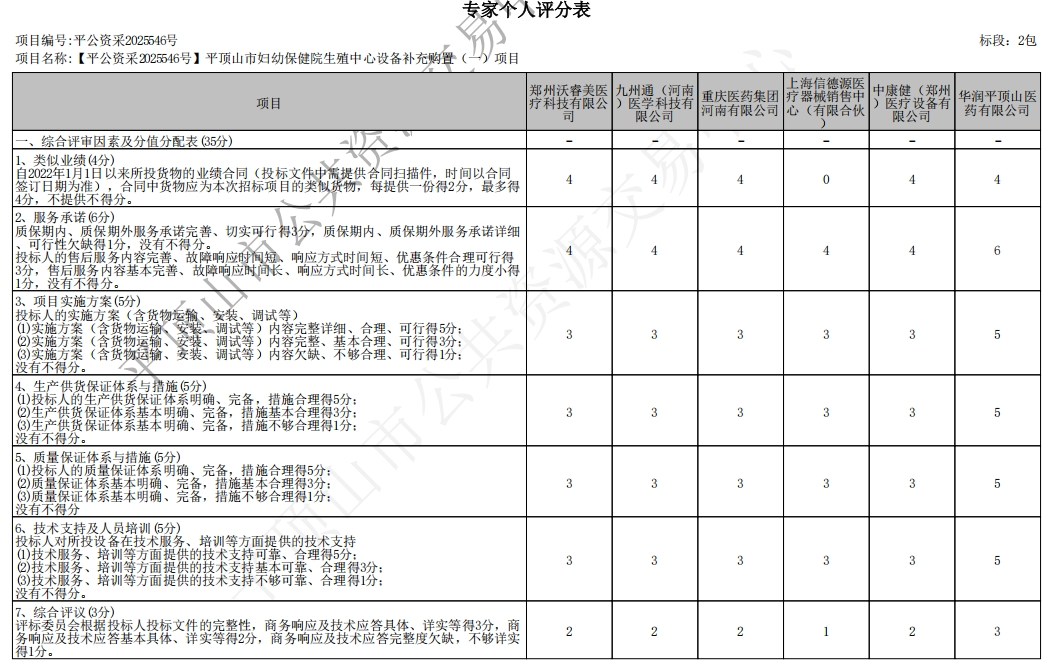 专家个人评分表
项目编号:平公资采2025546号
标段: 2包
项目名称:【平公资采2025546号】平顶山市妇幼保健院生殖中心设备补充购置（一）项目
项目
郑州沃睿美医
疗科技有限公
司
九州通（河南
）医学科技有
限公司
重庆医药集团
河南有限公司
上海信德源医
疗器械销售中
心（有限合伙
）
中康健（郑州
）医疗设备有
限公司
华润平顶山医
药有限公司
一、综合评审因素及分值分配表(35分) - - - - - -
1、类似业绩(4分)
自2022年1月1日以来所投货物的业绩合同（投标文件中需提供合同扫描件，时间以合同
签订日期为准），合同中货物应为本次招标项目的类似货物，每提供一份得2分，最多得
4分，不提供不得分。
4 4 4 0 4 4
2、服务承诺(6分)
质保期内、质保期外服务承诺完善、切实可行得3分，质保期内、质保期外服务承诺详细
、可行性欠缺得1分，没有不得分。
投标人的售后服务内容完善、故障响应时间短、响应方式时间短、优惠条件合理可行得
3分，售后服务内容基本完善、故障响应时间长、响应方式时间长、优惠条件的力度小得
1分，没有不得分。
4 4 4 4 4 6
3、项目实施方案(5分)
投标人的实施方案（含货物运输、安装、调试等）
(1)实施方案（含货物运输、安装、调试等）内容完整详细、合理、可行得5分；
(2)实施方案（含货物运输、安装、调试等）内容完整、基本合理、可行得3分；
(3)实施方案（含货物运输、安装、调试等）内容欠缺、不够合理、可行得1分；
没有不得分。
3 3 3 3 3 5
4、生产供货保证体系与措施(5分)
(1)投标人的生产供货保证体系明确、完备，措施合理得5分；
(2)生产供货保证体系基本明确、完备，措施基本合理得3分；
(3)生产供货保证体系基本明确、完备，措施不够合理得1分；
没有不得分。
3 3 3 3 3 5
5、质量保证体系与措施(5分)
(1)投标人的质量保证体系明确、完备，措施合理得5分；
(2)质量保证体系基本明确、完备，措施基本合理得3分；
(3)质量保证体系基本明确、完备，措施不够合理得1分；
没有不得分
3 3 3 3 3 5
6、技术支持及人员培训(5分)
投标人对所投设备在技术服务、培训等方面提供的技术支持
(1)技术服务、培训等方面提供的技术支持可靠、合理得5分；
(2)技术服务、培训等方面提供的技术支持基本可靠、合理得3分；
(3)技术服务、培训等方面提供的技术支持不够可靠、合理得1分；
没有不得分。
3 3 3 3 3 5
7、综合评议(3分)
评标委员会根据投标人投标文件的完整性，商务响应及技术应答具体、详实等得3分，商
务响应及技术应答基本具体、详实等得2分，商务响应及技术应答完整度欠缺，不够详实
得1分。
2 2 2 1 2 3
平顶山市公共资源交易
平顶山市公共资源交易中心